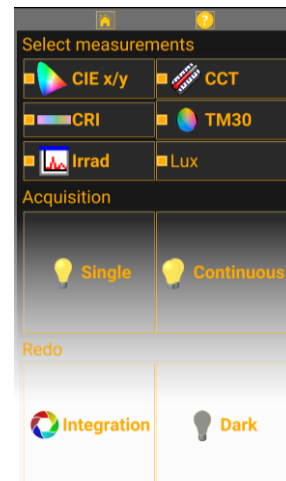 ?
Select measurements
CIE x/y CCT
CRI TM30
Irrad Lux
Acquisition
Single Continuous
Redo
Integration Dark